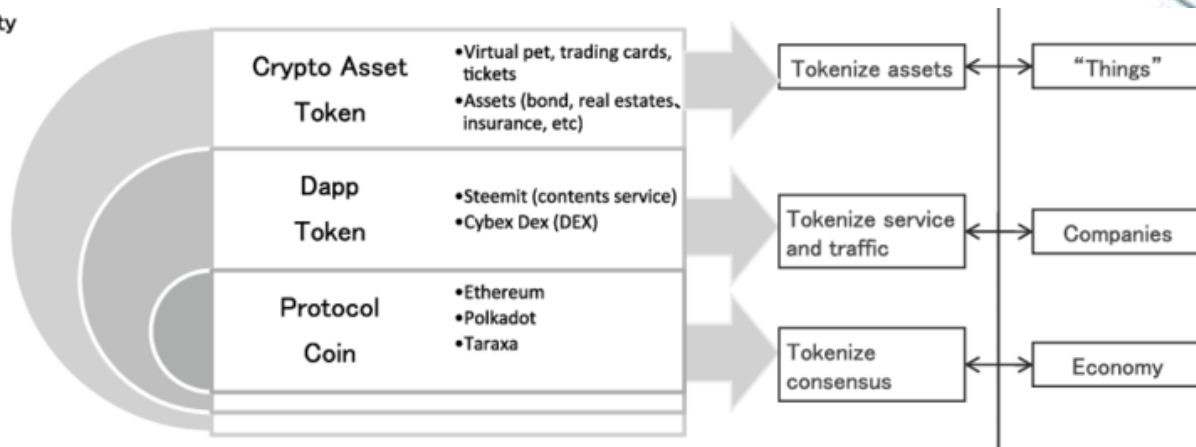 Crypto Asset
Token
•Virtual pet, trading cards,
tickets
•Assets (bond, real estates、
insurance, etc)
Tokenize assets
“Things”
Dapp
Token
•Steemit (contents service)
•Cybex Dex (DEX)
Tokenize service
and traffic
Companies
Protocol
Coin
•Ethereum
•Polkadot
•Taraxa
Tokenize
consensus
Economy